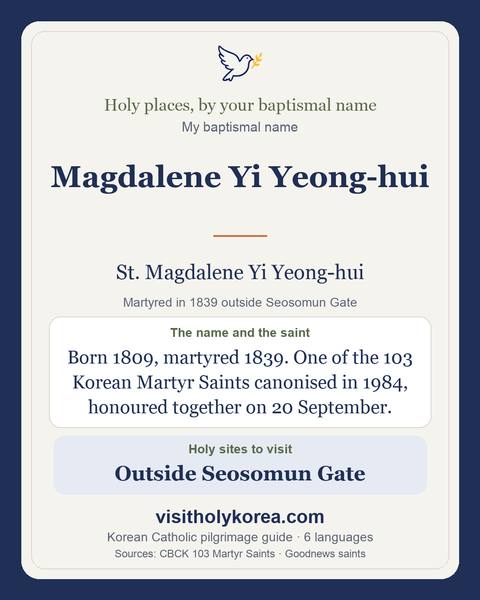 Holy places, by your baptismal name
My baptismal name
Magdalene Yi Yeong-hui
St. Magdalene Yi Yeong-hui
Martyred in 1839 outside Seosomun Gate
The name and the saint
Born 1809, martyred 1839. One of the 103
Korean Martyr Saints canonised in 1984,
honoured together on 20 September.
Holy sites to visit
Outside Seosomun Gate
visitholykorea.com
Korean Catholic pilgrimage guide · 6 languages
Sources: CBCK 103 Martyr Saints · Goodnews saints